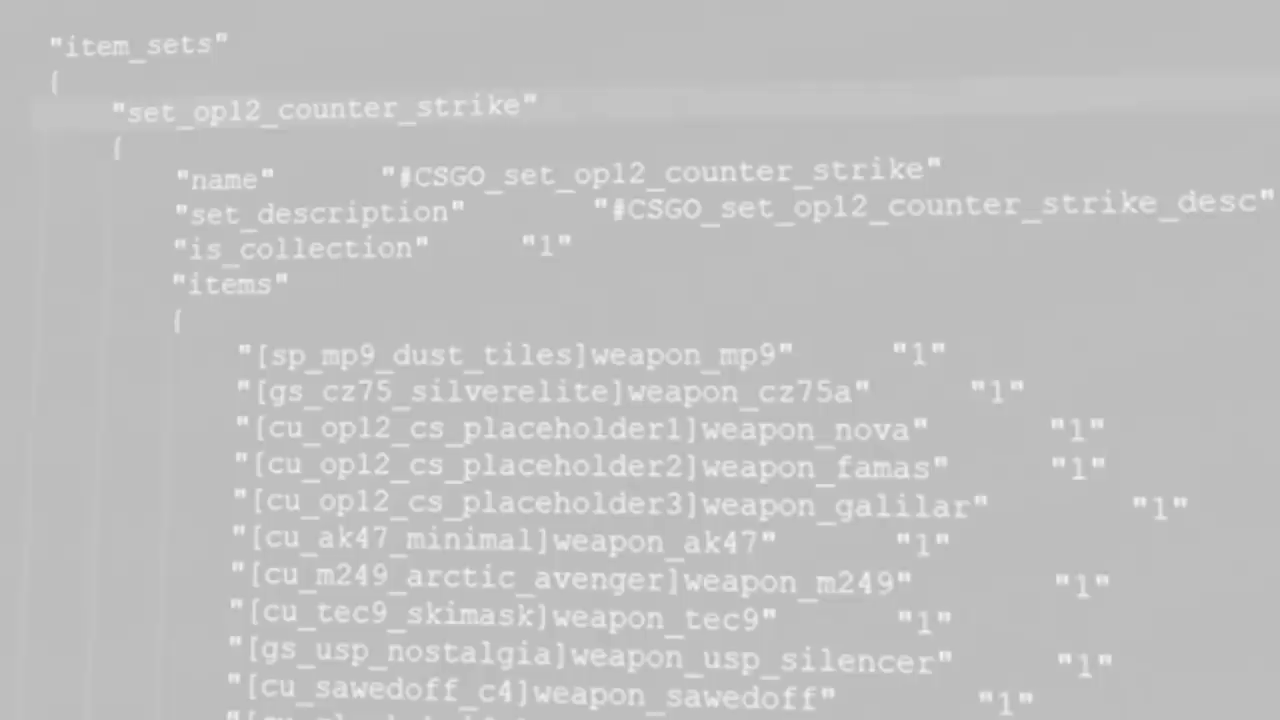 "item_sets"
{
"set_op12_counter_strike"
{
"name" "#CSGO_set_op12_counter_strike"
"set_description" "#CSGO_set_op12_counter_strike_desc"
"is_collection" "1"
"items"
{
"[sp_mp9_dust_tiles]weapon_mp9" "1"
"[gs_cz75_silverelite]weapon_cz75a" "1"
"[cu_op12_cs_placeholder1]weapon_nova" "1"
"[cu_op12_cs_placeholder2]weapon_famas" "1"
"[cu_op12_cs_placeholder3]weapon_galilar" "1"
"[cu_ak47_minimal]weapon_ak47" "1"
"[cu_m249_arctic_avenger]weapon_m249" "1"
"[cu_tec9_skimask]weapon_tec9" "1"
"[gs_usp_nostalgia]weapon_usp_silencer" "1"
"[cu_sawedoff_c4]weapon_sawedoff" "1"